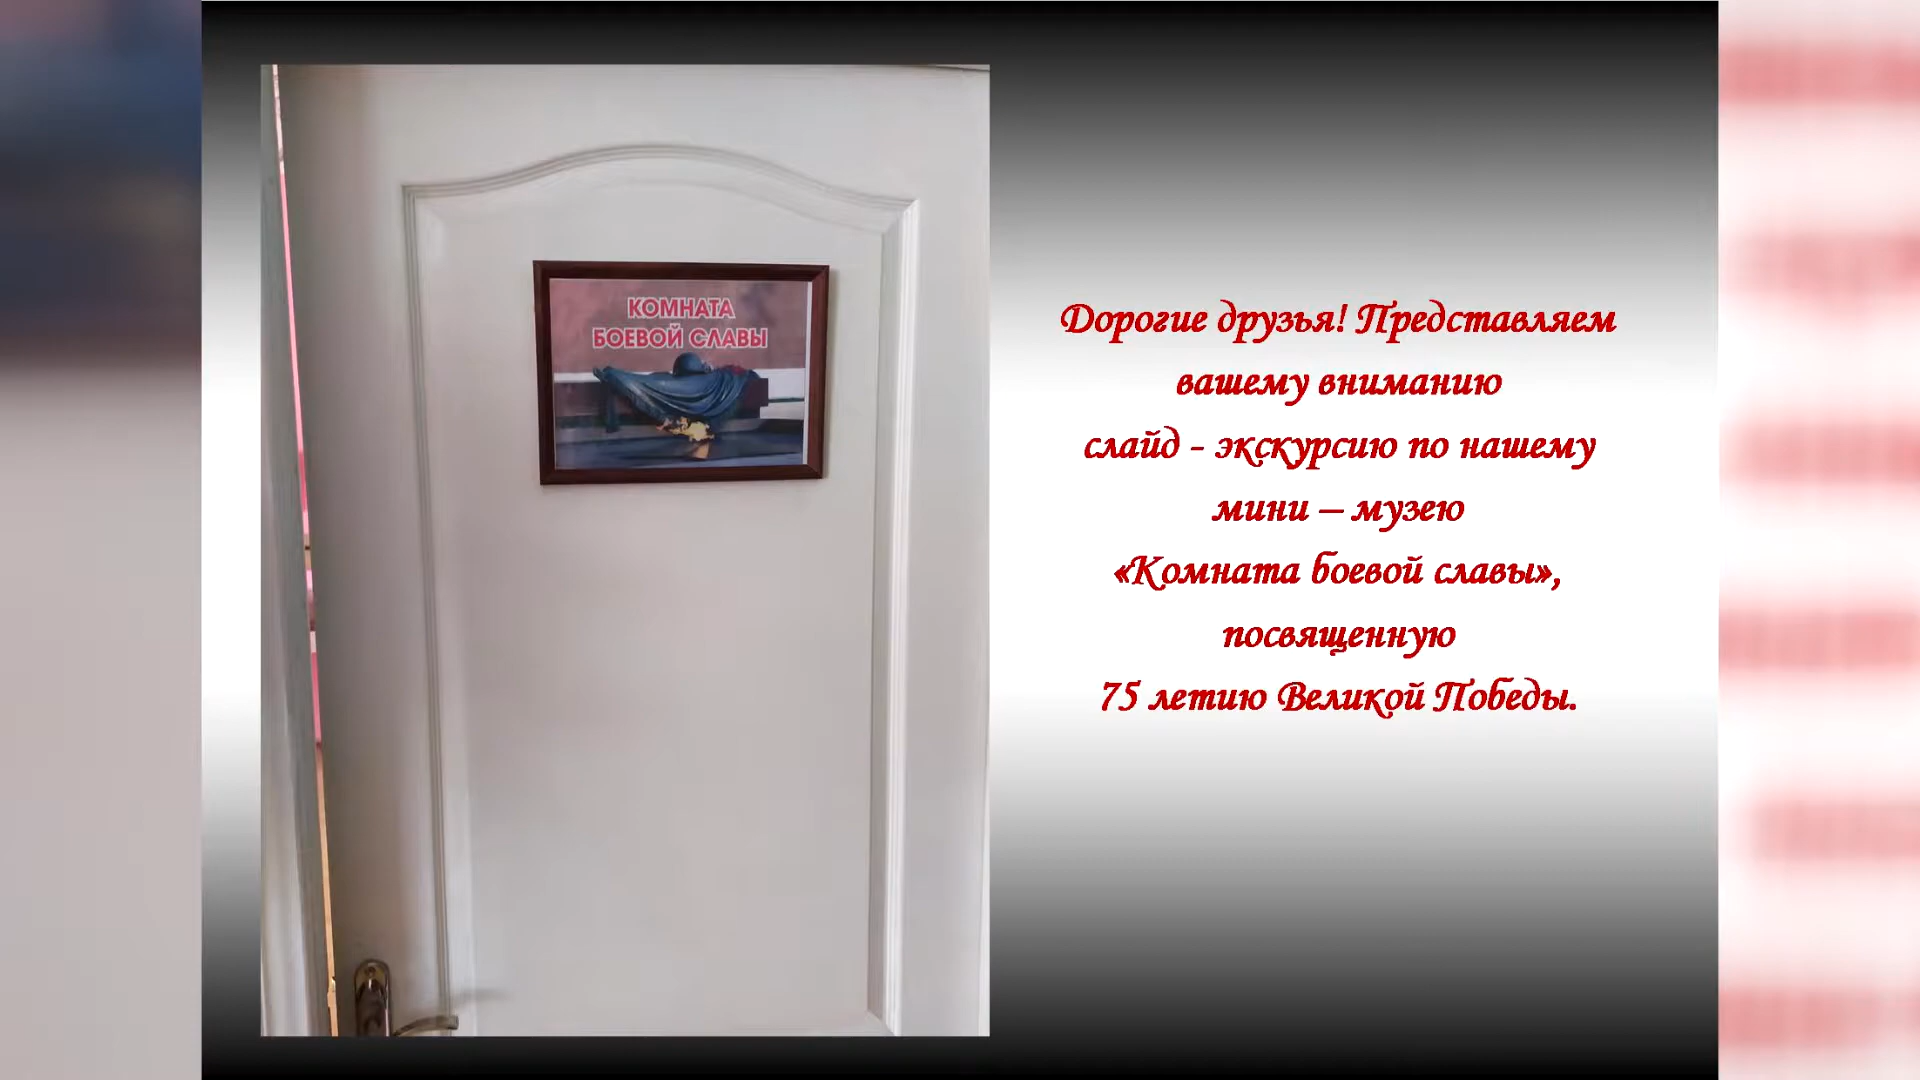 КОМНАТА
БОЕВОЙ СЛАВЫ
Дорогие друзья! Представляем
вашему вниманию
слайд - экскурсию по нашему
мини – музею
«Комната боевой славы»,
посвященную
75 летию Великой Победы.